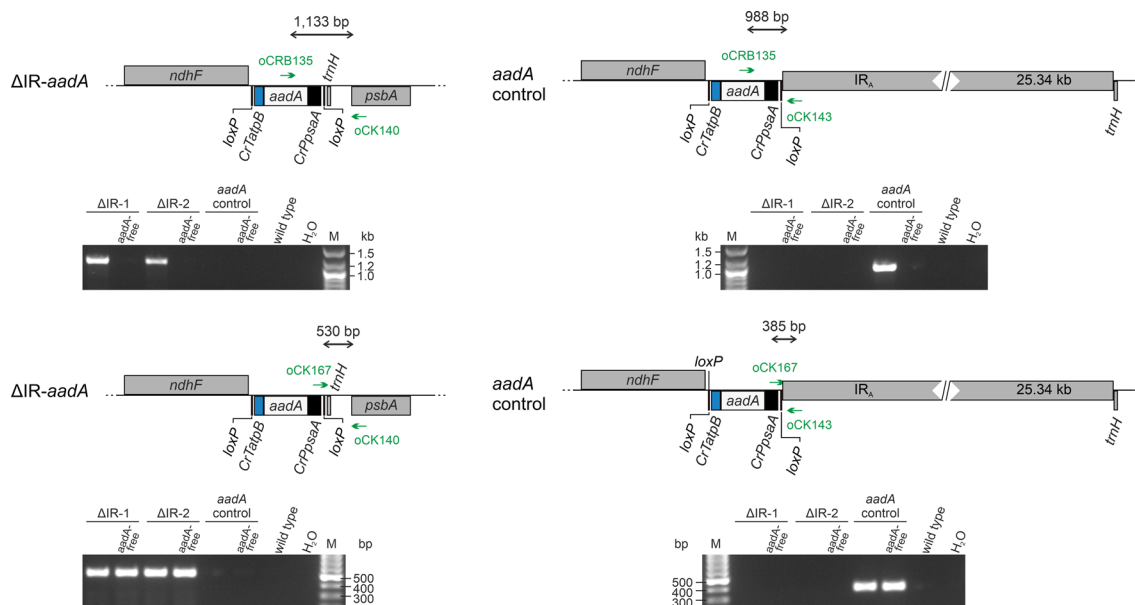 1,133 bp
oCRB135
trnH
ΔIR-aadA
ndhF
aadA
psbA
loxP
CrTatpB
CrPpsaA
loxP
oCK140
988 bp
oCRB135
aadA
control
ndhF
aadA
IRA
25.34 kb
loxP
CrTatpB
CrPpsaA
loxP
oCK143
trnH
ΔIR-1
ΔIR-2
aadA
control
aadA-
free
aadA-
free
aadA-
free
wild type
H2O
M
kb
1.5
1.2
1.0
ΔIR-1
ΔIR-2
aadA
control
kb
M
aadA-
free
aadA-
free
aadA-
free
wild type
H2O
1.5
1.2
1.0
530 bp
oCK167
trnH
ΔIR-aadA
ndhF
aadA
psbA
loxP
CrTatpB
CrPpsaA
loxP
oCK140
385 bp
loxP
oCK167
aadA
control
ndhF
aadA
IRA
25.34 kb
loxP
CrTatpB
CrPpsaA
loxP
oCK143
trnH
ΔIR-1
ΔIR-2
aadA
control
aadA-
free
aadA-
free
aadA-
free
wild type
H2O
M
bp
500
400
300
ΔIR-1
ΔIR-2
aadA
control
bp
M
aadA-
free
aadA-
free
aadA-
free
wild type
H2O
500
400
300